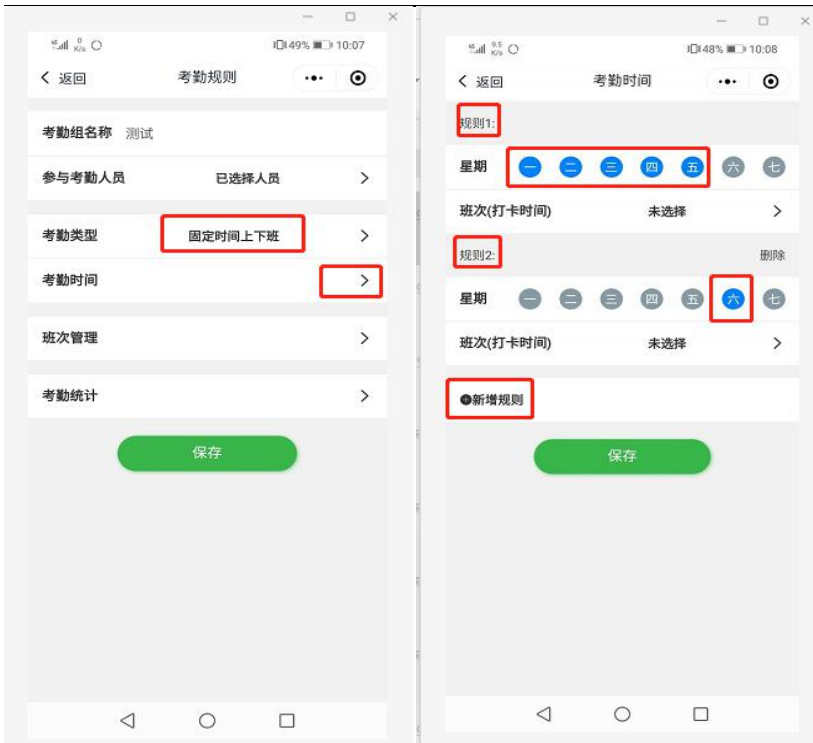 0 K/s 49% 10:07
返回 考勤规则
考勤组名称 测试
参与考勤人员 已选择人员
考勤类型 固定时间上下班
考勤时间
班次管理
考勤统计
保存
9.5 K/s 48% 10:08
返回 考勤时间
规则1:
星期 一 二 三 四 五 六 七
班次(打卡时间) 未选择
规则2: 删除
星期 一 二 三 四 五 六 七
班次(打卡时间) 未选择
新增规则
保存